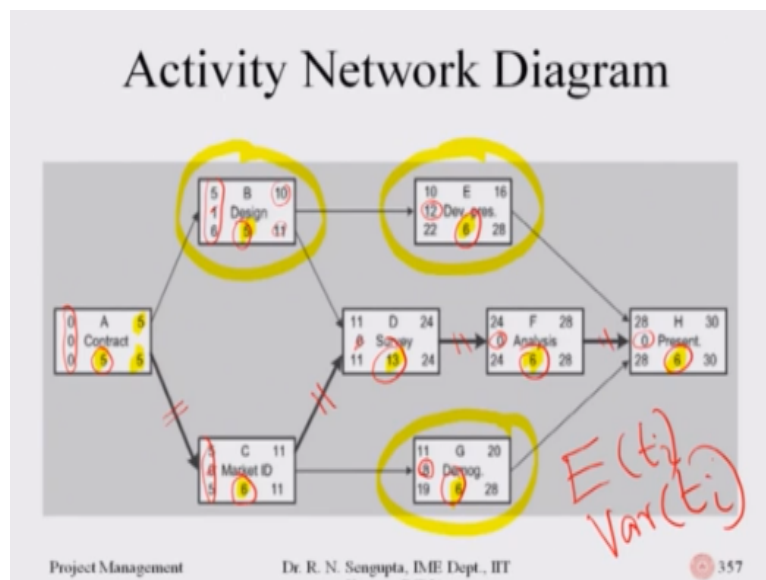 Activity Network Diagram
5 B 10
1 Design
6 5 11
10 E 16
12 Dev. pres.
22 6 28
0 A 5
0 Contract
0 5 5
11 D 24
0 Survey
11 13 24
24 F 28
0 Analysis
24 6 28
28 H 30
0 Present.
28 6 30
5 C 11
0 Market ID
5 6 11
11 G 20
8 Demog.
19 6 28
E(ti)
Var(ti)
Project Management Dr. R. N. Sengupta, IME Dept., IIT 357